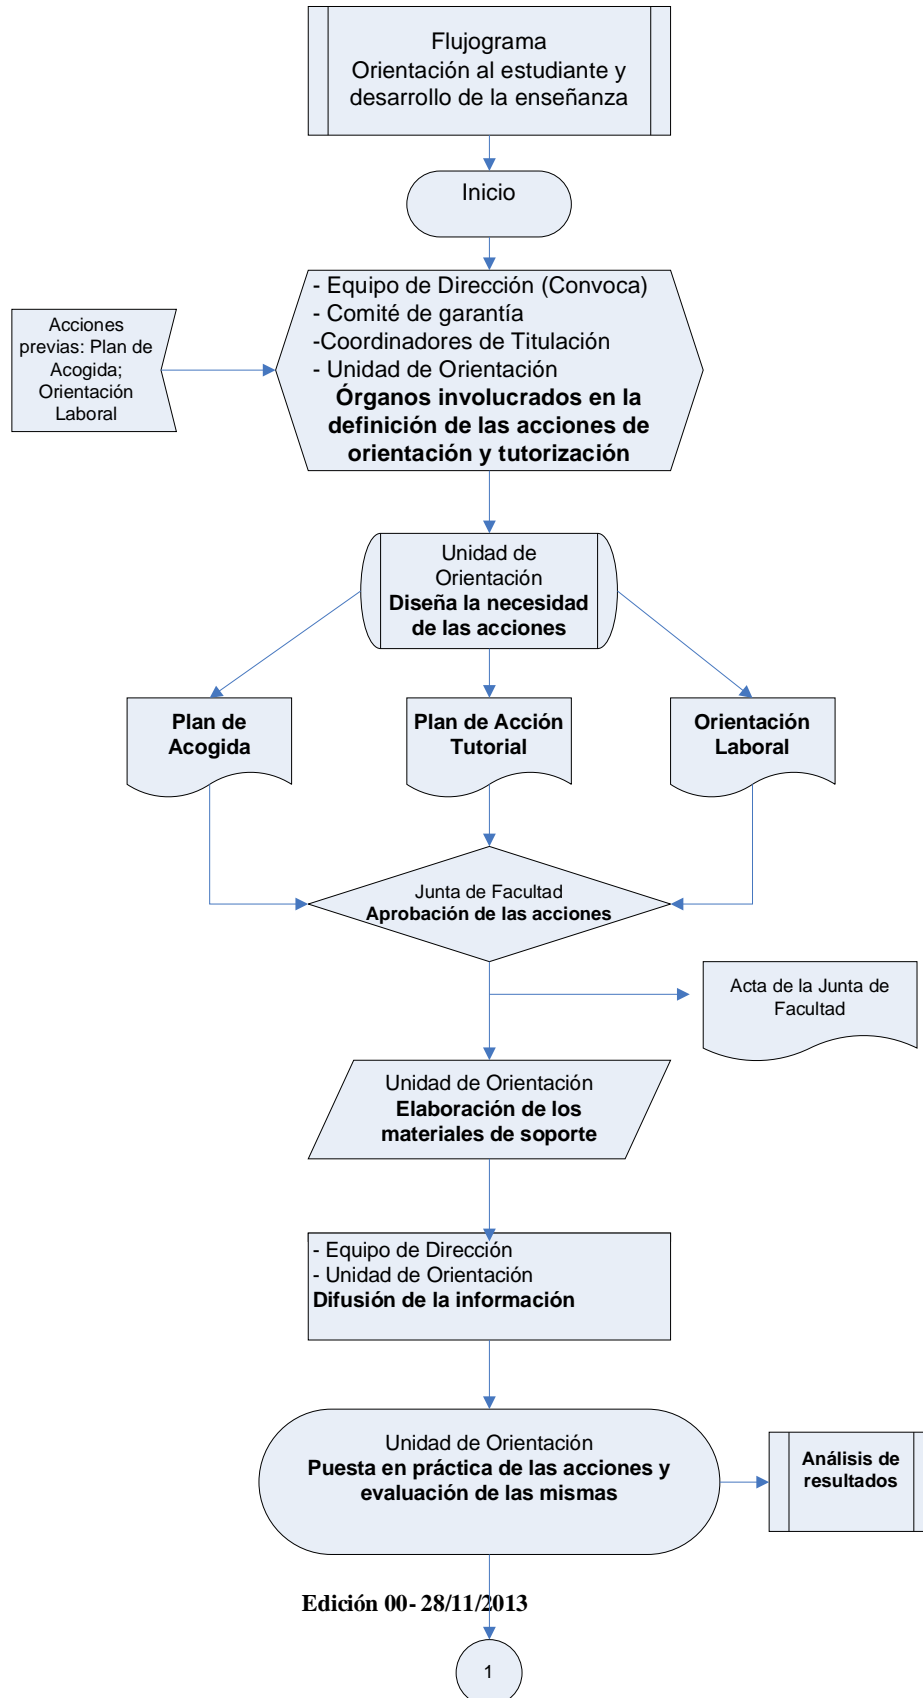 Flujograma
Orientación al estudiante y
desarrollo de la enseñanza
Inicio
- Equipo de Dirección (Convoca)
- Comité de garantía
-Coordinadores de Titulación
- Unidad de Orientación
Órganos involucrados en la
definición de las acciones de
orientación y tutorización
Acciones
previas: Plan de
Acogida;
Orientación
Laboral
Unidad de
Orientación
Diseña la necesidad
de las acciones
Plan de
Acogida
Plan de Acción
Tutorial
Orientación
Laboral
Junta de Facultad
Aprobación de las acciones
Acta de la Junta de
Facultad
Unidad de Orientación
Elaboración de los
materiales de soporte
- Equipo de Dirección
- Unidad de Orientación
Difusión de la información
Unidad de Orientación
Puesta en práctica de las acciones y
evaluación de las mismas
Análisis de
resultados
Edición 00- 28/11/2013
1